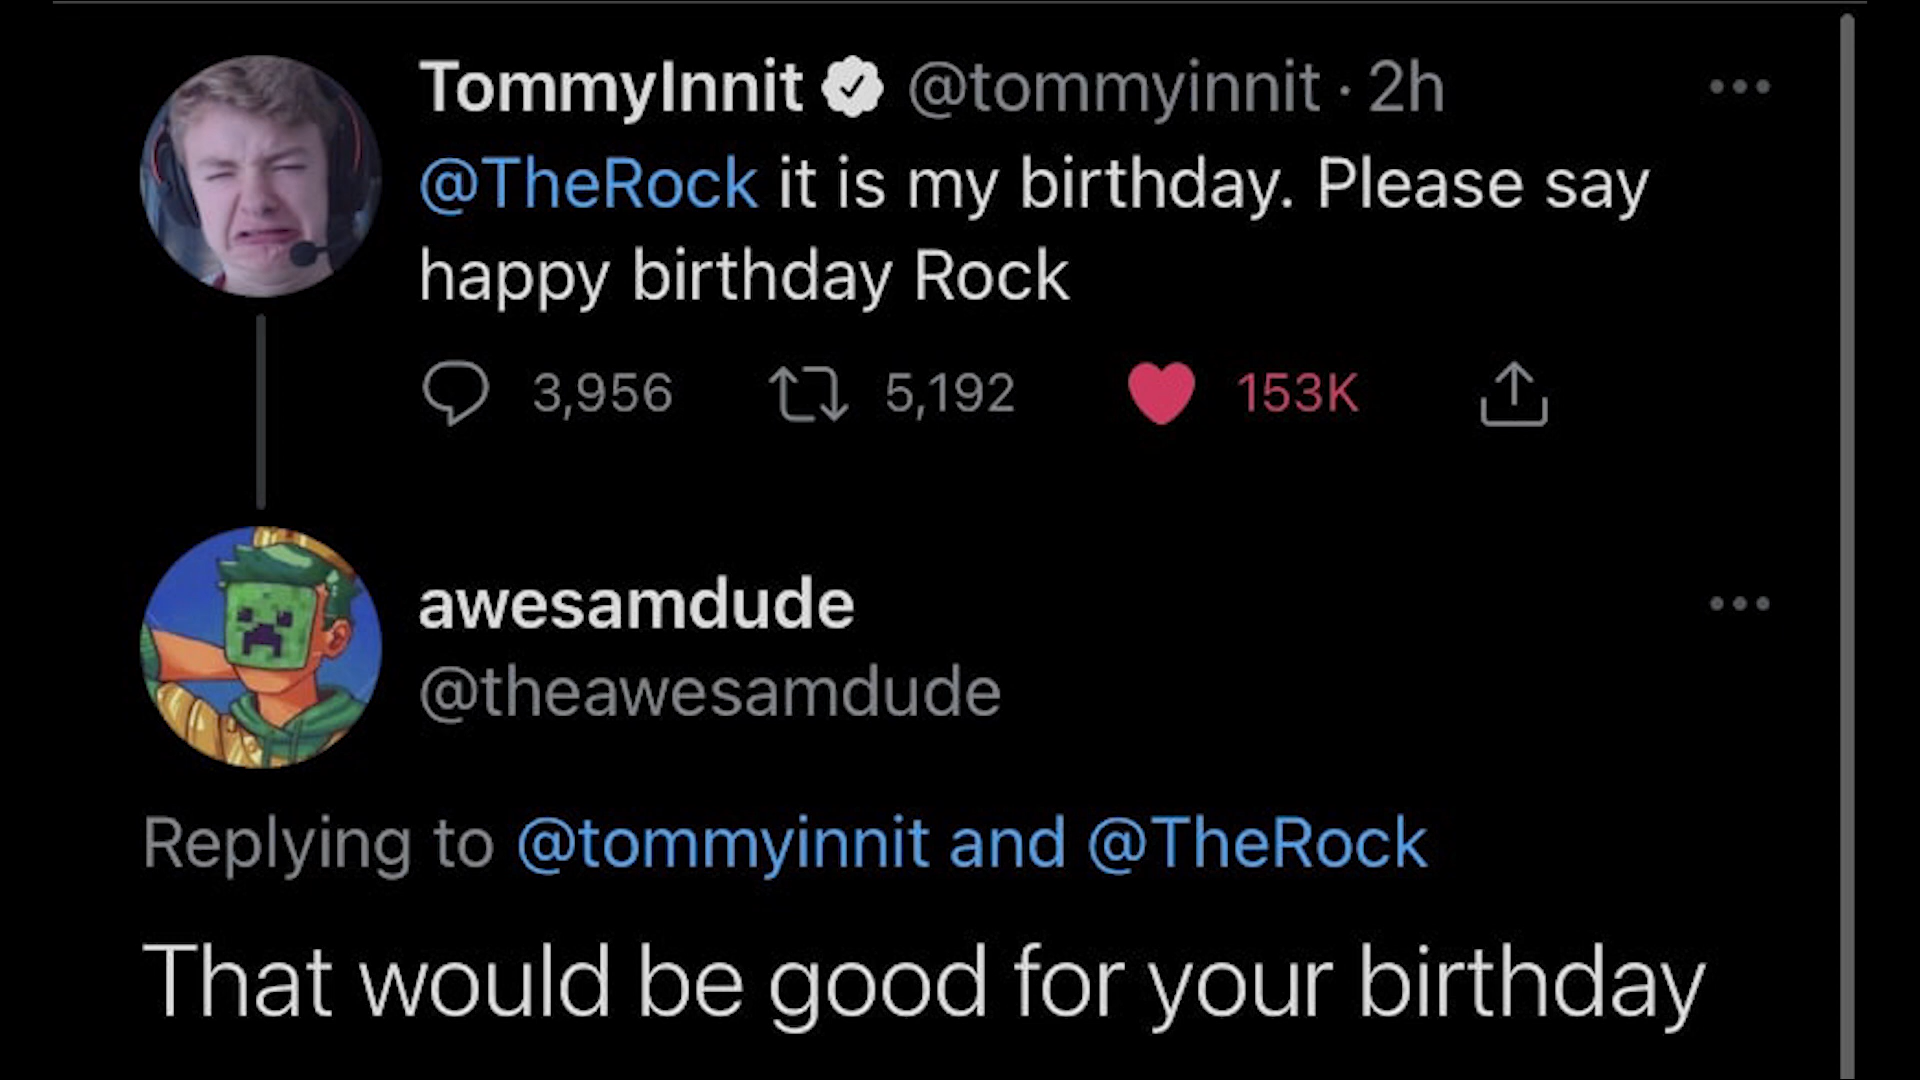 TommyInnit @tommyinnit · 2h
@TheRock it is my birthday. Please say
happy birthday Rock
3,956 5,192 153K
awesamdude
@theawesamdude
Replying to @tommyinnit and @TheRock
That would be good for your birthday